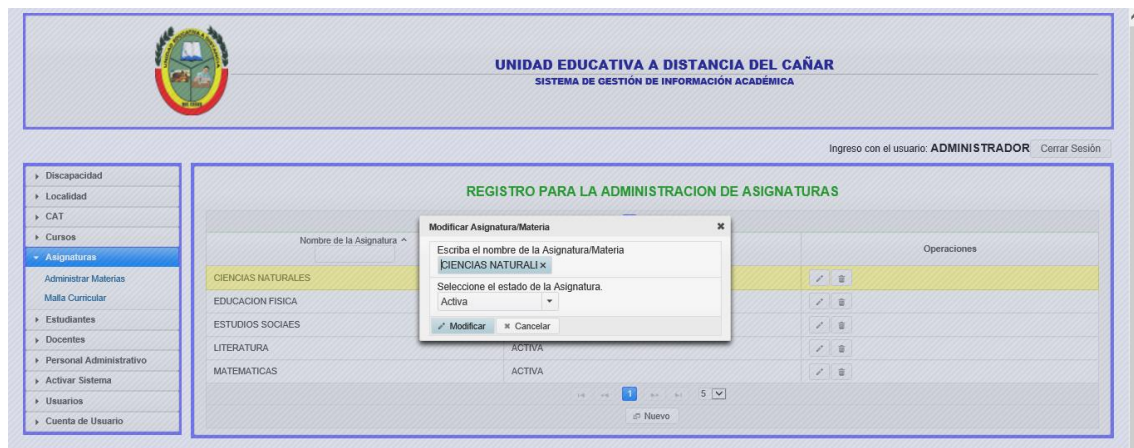 UNIDAD EDUCATIVA A DISTANCIA DEL CAÑAR
SISTEMA DE GESTIÓN DE INFORMACIÓN ACADÉMICA
Ingreso con el usuario: ADMINISTRADOR Cerrar Sesión
Discapacidad
Localidad
CAT
Cursos
Asignaturas
Administrar Materias
Malla Curricular
Estudiantes
Docentes
Personal Administrativo
Activar Sistema
Usuarios
Cuenta de Usuario
REGISTRO PARA LA ADMINISTRACION DE ASIGNATURAS
Nombre de la Asignatura
Operaciones
CIENCIAS NATURALES
EDUCACION FISICA
ESTUDIOS SOCIAES
LITERATURA ACTIVA
MATEMATICAS ACTIVA
1 5
Nuevo
Modificar Asignatura/Materia
Escriba el nombre de la Asignatura/Materia
CIENCIAS NATURALI
Seleccione el estado de la Asignatura.
Activa
Modificar Cancelar